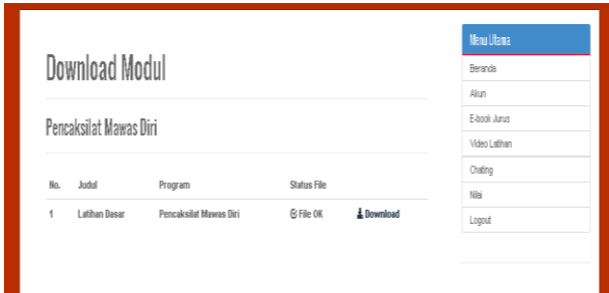 Download Modul
Pencaksilat Mawas Diri
No. Judul Program Status File
1 Latihan Dasar Pencaksilat Mawas Diri File OK Download
Menu Utama
Beranda
Akun
E-book Jurus
Video Latihan
Chating
Nilai
Logout